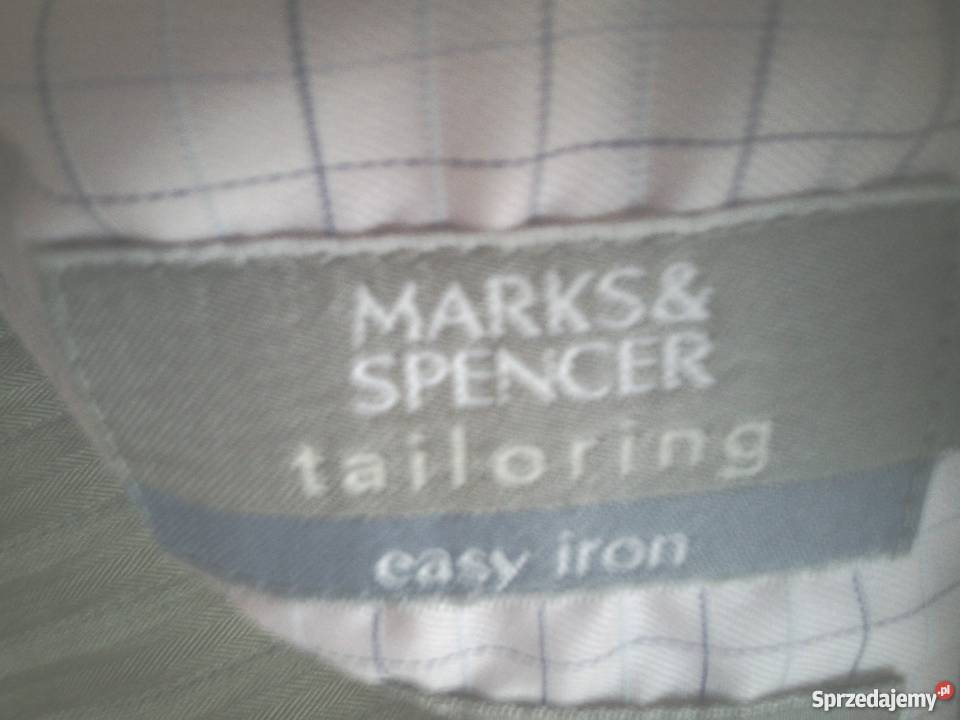 MARKS&
SPENCER
tailoring
easy iron
Sprzedajemy.pl